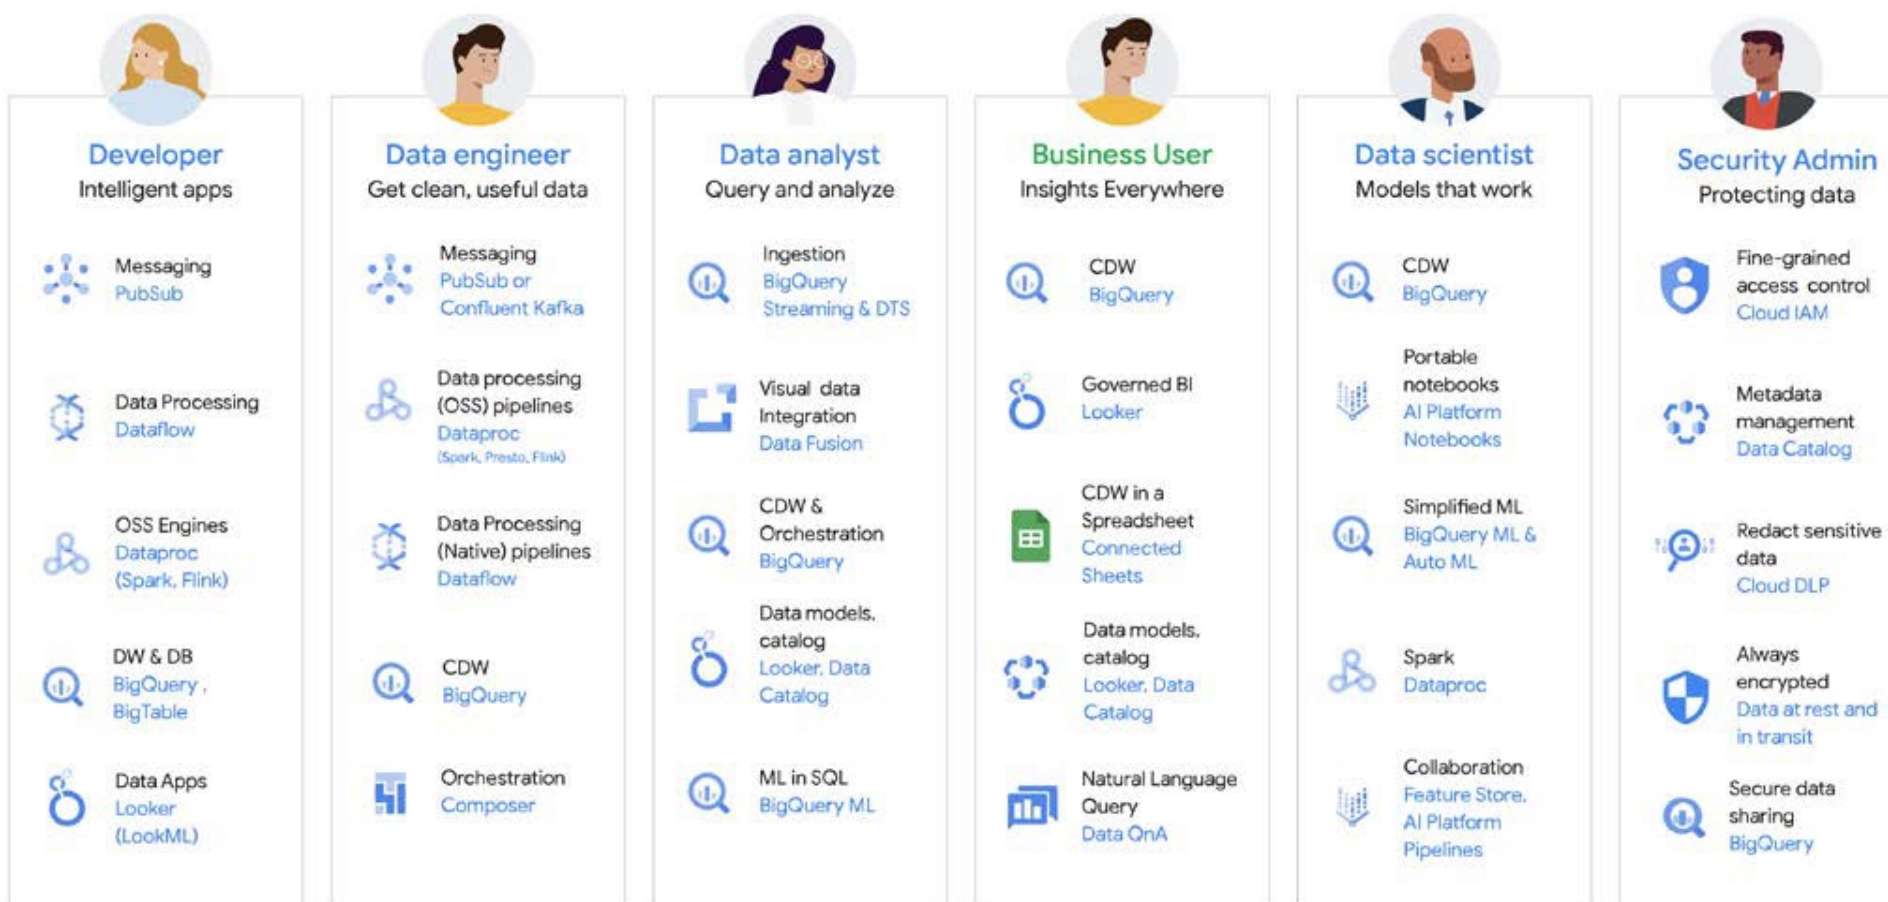 Developer
Intelligent apps
Messaging
PubSub
Data Processing
Dataflow
OSS Engines
Dataproc
(Spark, Flink)
DW & DB
BigQuery ,
BigTable
Data Apps
Looker
(LookML)
Data engineer
Get clean, useful data
Messaging
PubSub or
Confluent Kafka
Data processing
(OSS) pipelines
Dataproc
(Spark, Presto, Flink)
Data Processing
(Native) pipelines
Dataflow
CDW
BigQuery
Orchestration
Composer
Data analyst
Query and analyze
Ingestion
BigQuery
Streaming & DTS
Visual data
Integration
Data Fusion
CDW &
Orchestration
BigQuery
Data models,
catalog
Looker, Data
Catalog
ML in SQL
BigQuery ML
Business User
Insights Everywhere
CDW
BigQuery
Governed BI
Looker
CDW in a
Spreadsheet
Connected
Sheets
Data models,
catalog
Looker, Data
Catalog
Natural Language
Query
Data QnA
Data scientist
Models that work
CDW
BigQuery
Portable
notebooks
AI Platform
Notebooks
Simplified ML
BigQuery ML &
Auto ML
Spark
Dataproc
Collaboration
Feature Store,
AI Platform
Pipelines
Security Admin
Protecting data
Fine-grained
access control
Cloud IAM
Metadata
management
Data Catalog
Redact sensitive
data
Cloud DLP
Always
encrypted
Data at rest and
in transit
Secure data
sharing
BigQuery